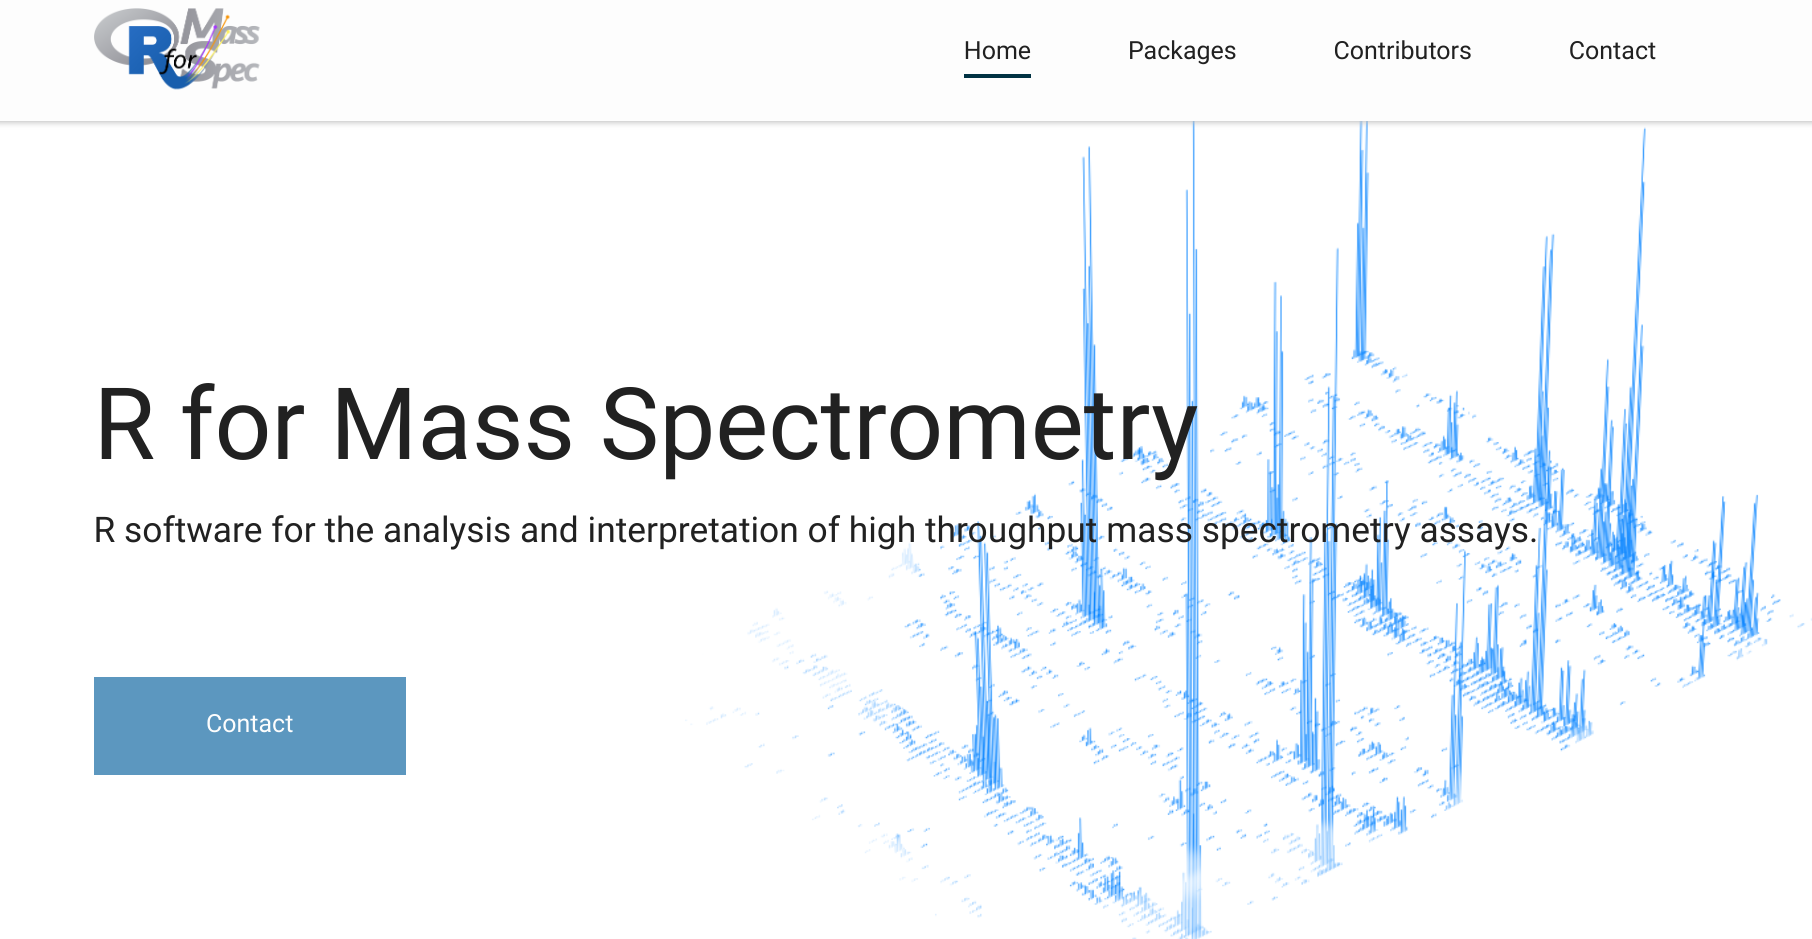 R for Mass Spec
Home Packages Contributors Contact
R for Mass Spectrometry
R software for the analysis and interpretation of high throughput mass spectrometry assays.
Contact